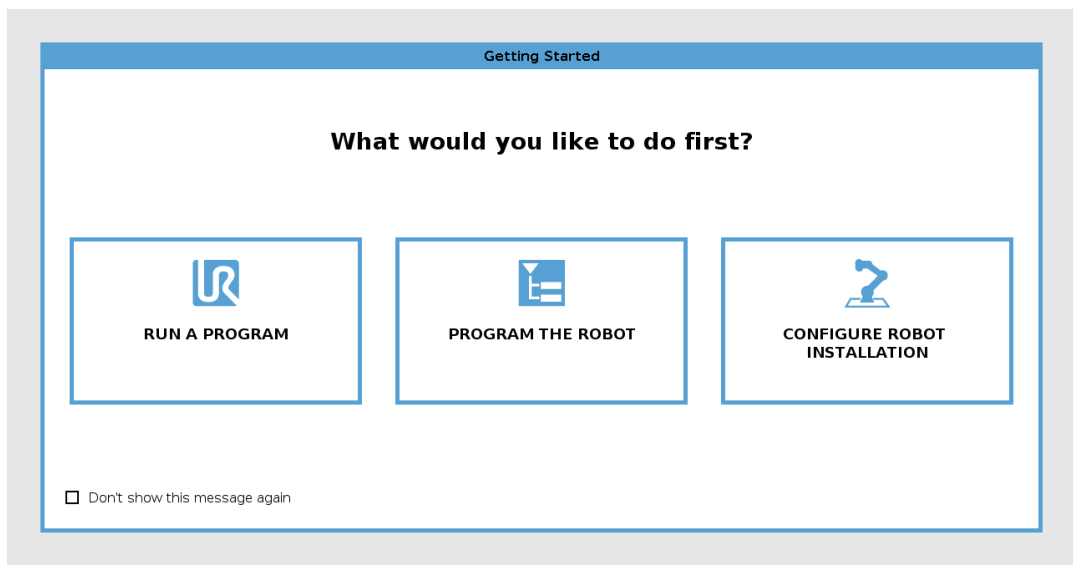 Getting Started
What would you like to do first?
RUN A PROGRAM
PROGRAM THE ROBOT
CONFIGURE ROBOT
INSTALLATION
Don't show this message again